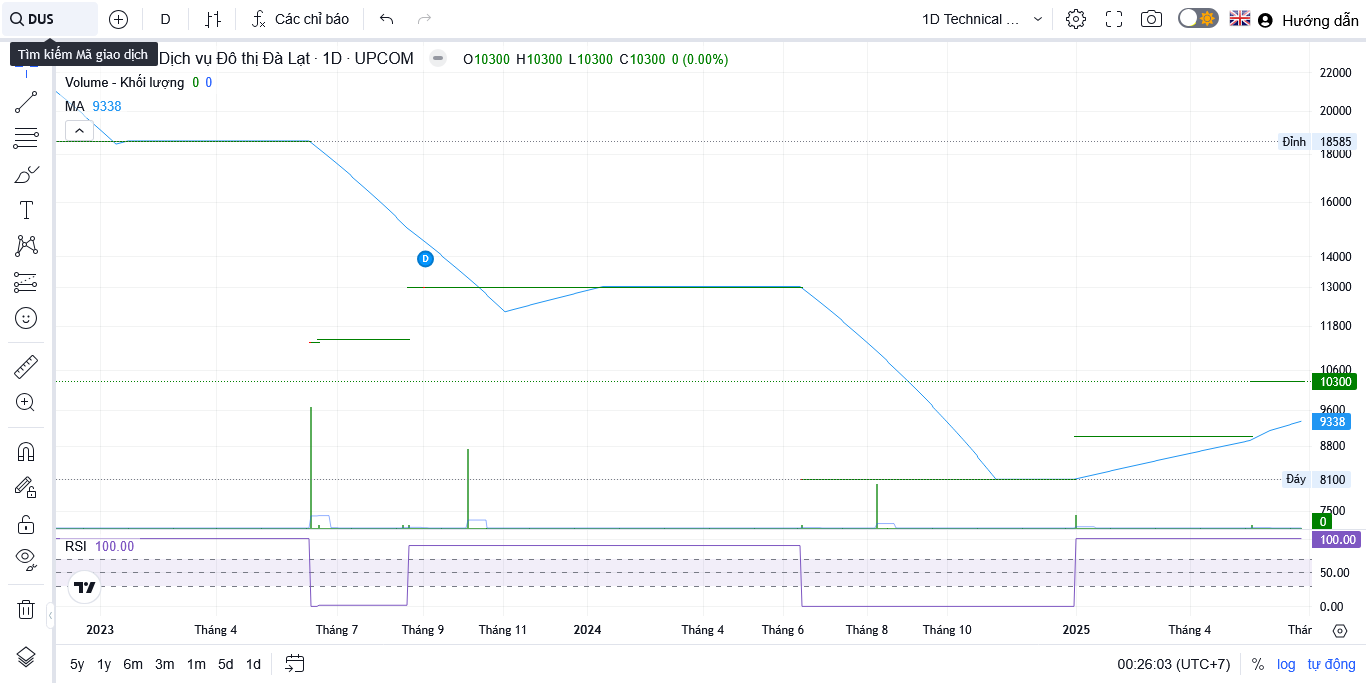 DUS D Các chỉ báo 1D Technical ... Hướng dẫn
Tìm kiếm Mã giao dịch
Dịch vụ Đô thị Đà Lạt · 1D · UPCOM O10300 H10300 L10300 C10300 0 (0.00%)
Volume - Khối lượng 0 0
MA 9338
22000
20000
Đỉnh 18585
18000
16000
D
14000
13000
11800
10600
10300
9600
9338
8800
Đáy 8100
7500
0
RSI 100.00
100.00
50.00
0.00
2023 Tháng 4 Tháng 7 Tháng 9 Tháng 11 2024 Tháng 4 Tháng 6 Tháng 8 Tháng 10 2025 Tháng 4 Thár
5y 1y 6m 3m 1m 5d 1d 00:26:03 (UTC+7) % log tự động